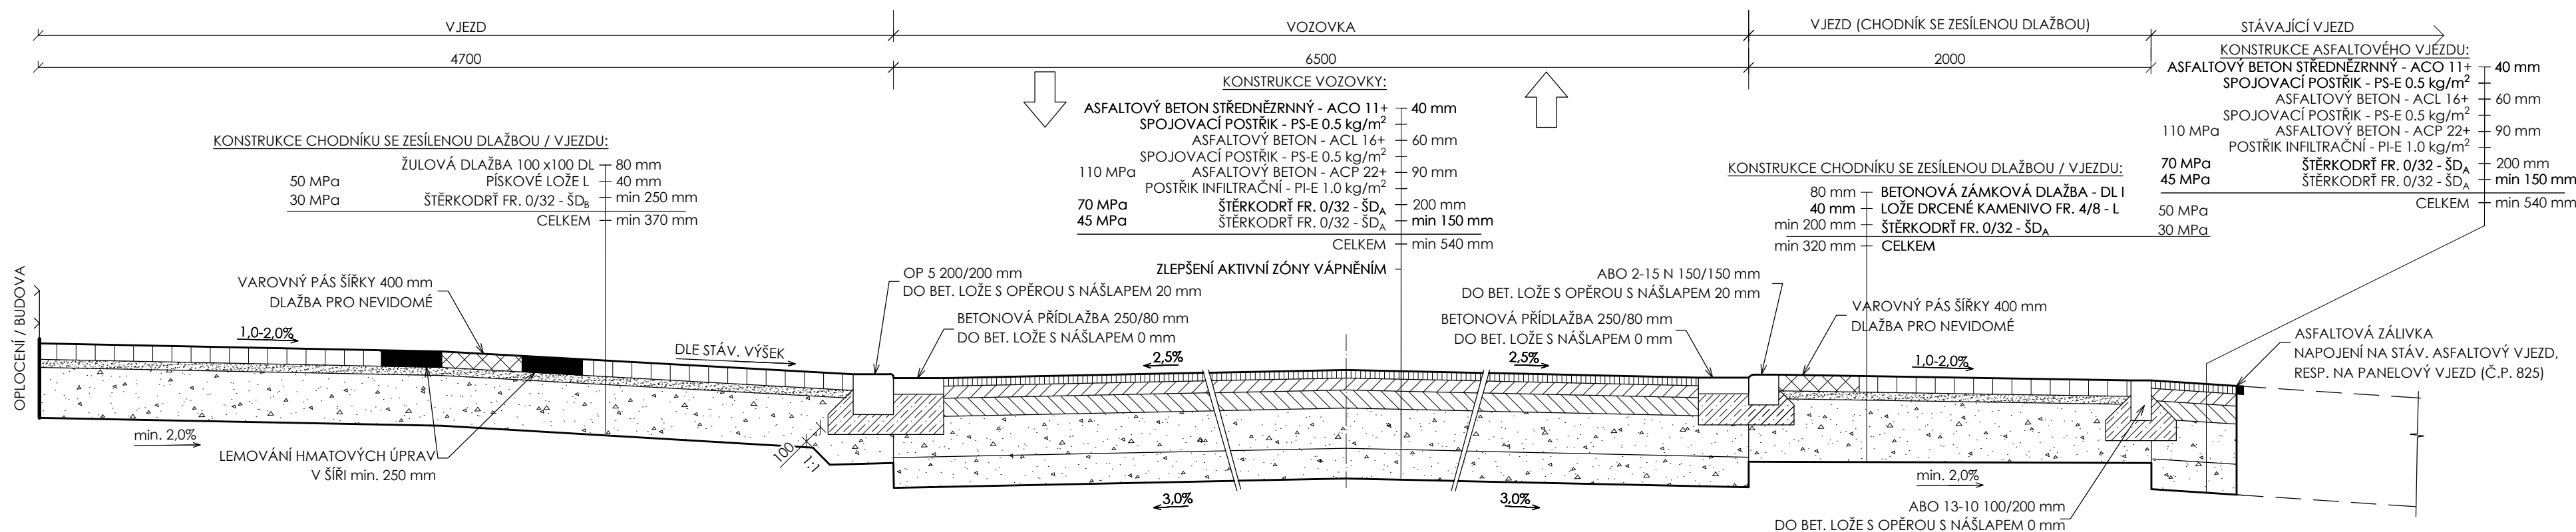 VJEZD
VOZOVKA
VJEZD (CHODNÍK SE ZESÍLENOU DLAŽBOU)
STÁVAJÍCÍ VJEZD
4700
6500
2000
KONSTRUKCE CHODNÍKU SE ZESÍLENOU DLAŽBOU / VJEZDU:
ŽULOVÁ DLAŽBA 100 x100 DL 80 mm
50 MPa PÍSKOVÉ LOŽE L 40 mm
30 MPa ŠTĚRKODRŤ FR. 0/32 - ŠDB min 250 mm
CELKEM min 370 mm
KONSTRUKCE VOZOVKY:
ASFALTOVÝ BETON STŘEDNĚZRNNÝ - ACO 11+ 40 mm
SPOJOVACÍ POSTŘIK - PS-E 0.5 kg/m²
ASFALTOVÝ BETON - ACL 16+ 60 mm
SPOJOVACÍ POSTŘIK - PS-E 0.5 kg/m²
110 MPa ASFALTOVÝ BETON - ACP 22+ 90 mm
POSTŘIK INFILTRAČNÍ - PI-E 1.0 kg/m²
70 MPa ŠTĚRKODRŤ FR. 0/32 - ŠDA 200 mm
45 MPa ŠTĚRKODRŤ FR. 0/32 - ŠDA min 150 mm
CELKEM min 540 mm
ZLEPŠENÍ AKTIVNÍ ZÓNY VÁPNĚNÍM
KONSTRUKCE CHODNÍKU SE ZESÍLENOU DLAŽBOU / VJEZDU:
80 mm BETONOVÁ ZÁMKOVÁ DLAŽBA - DL I
40 mm LOŽE DRCENÉ KAMENIVO FR. 4/8 - L 50 MPa
min 200 mm ŠTĚRKODRŤ FR. 0/32 - ŠDA 30 MPa
min 320 mm CELKEM
KONSTRUKCE ASFALTOVÉHO VJEZDU:
ASFALTOVÝ BETON STŘEDNĚZRNNÝ - ACO 11+ 40 mm
SPOJOVACÍ POSTŘIK - PS-E 0.5 kg/m²
ASFALTOVÝ BETON - ACL 16+ 60 mm
SPOJOVACÍ POSTŘIK - PS-E 0.5 kg/m²
110 MPa ASFALTOVÝ BETON - ACP 22+ 90 mm
POSTŘIK INFILTRAČNÍ - PI-E 1.0 kg/m²
70 MPa ŠTĚRKODRŤ FR. 0/32 - ŠDA 200 mm
45 MPa ŠTĚRKODRŤ FR. 0/32 - ŠDA min 150 mm
CELKEM min 540 mm
OPLOCENÍ / BUDOVA
VAROVNÝ PÁS ŠÍŘKY 400 mm
DLAŽBA PRO NEVIDOMÉ
1,0-2,0%
DLE STÁV. VÝŠEK
min. 2,0%
LEMOVÁNÍ HMATOVÝCH ÚPRAV
V ŠÍŘI min. 250 mm
100
1:1
OP 5 200/200 mm
DO BET. LOŽE S OPĚROU S NÁŠLAPEM 20 mm
BETONOVÁ PŘÍDLAŽBA 250/80 mm
DO BET. LOŽE S NÁŠLAPEM 0 mm
2,5%
2,5%
3,0%
3,0%
ABO 2-15 N 150/150 mm
DO BET. LOŽE S OPĚROU S NÁŠLAPEM 20 mm
BETONOVÁ PŘÍDLAŽBA 250/80 mm
DO BET. LOŽE S NÁŠLAPEM 0 mm
VAROVNÝ PÁS ŠÍŘKY 400 mm
DLAŽBA PRO NEVIDOMÉ
1,0-2,0%
min. 2,0%
ABO 13-10 100/200 mm
DO BET. LOŽE S OPĚROU S NÁŠLAPEM 0 mm
ASFALTOVÁ ZÁLIVKA
NAPOJENÍ NA STÁV. ASFALTOVÝ VJEZD,
RESP. NA PANELOVÝ VJEZD (Č.P. 825)